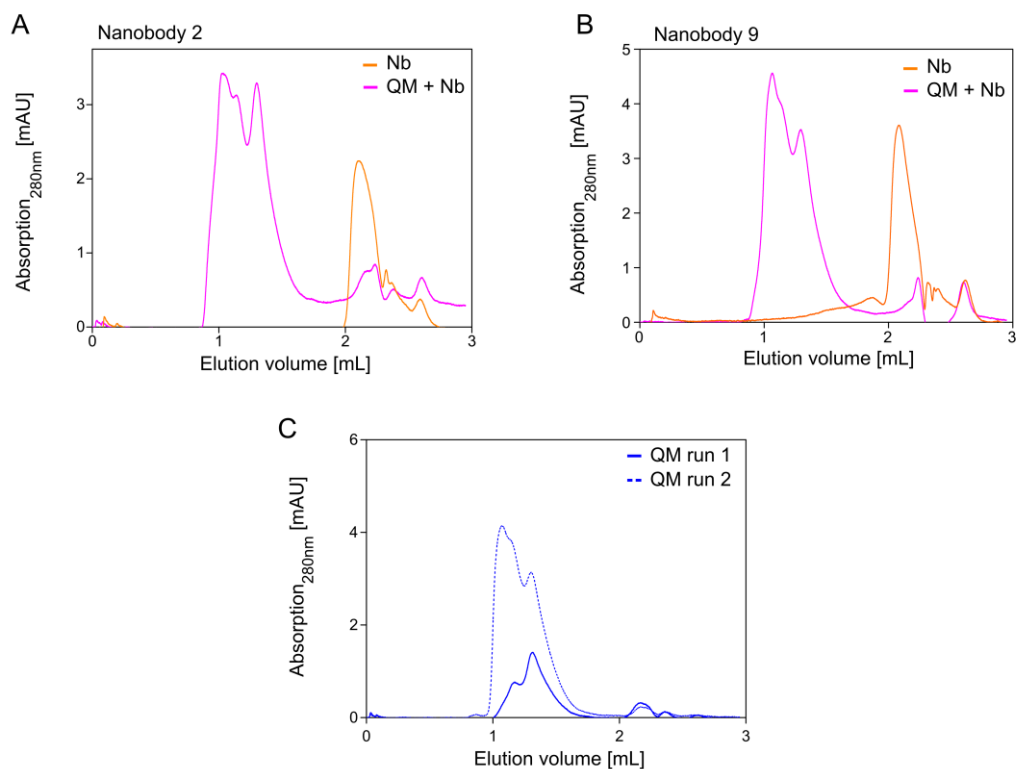 A
Nanobody 2
Nb
QM + Nb
Absorption280nm [mAU]
3
2
1
0
0
1
2
3
Elution volume [mL]
B
Nanobody 9
Nb
QM + Nb
Absorption280nm [mAU]
5
4
3
2
1
0
0
1
2
3
Elution volume [mL]
C
QM run 1
QM run 2
Absorption280nm [mAU]
6
4
2
0
0
1
2
3
Elution volume [mL]